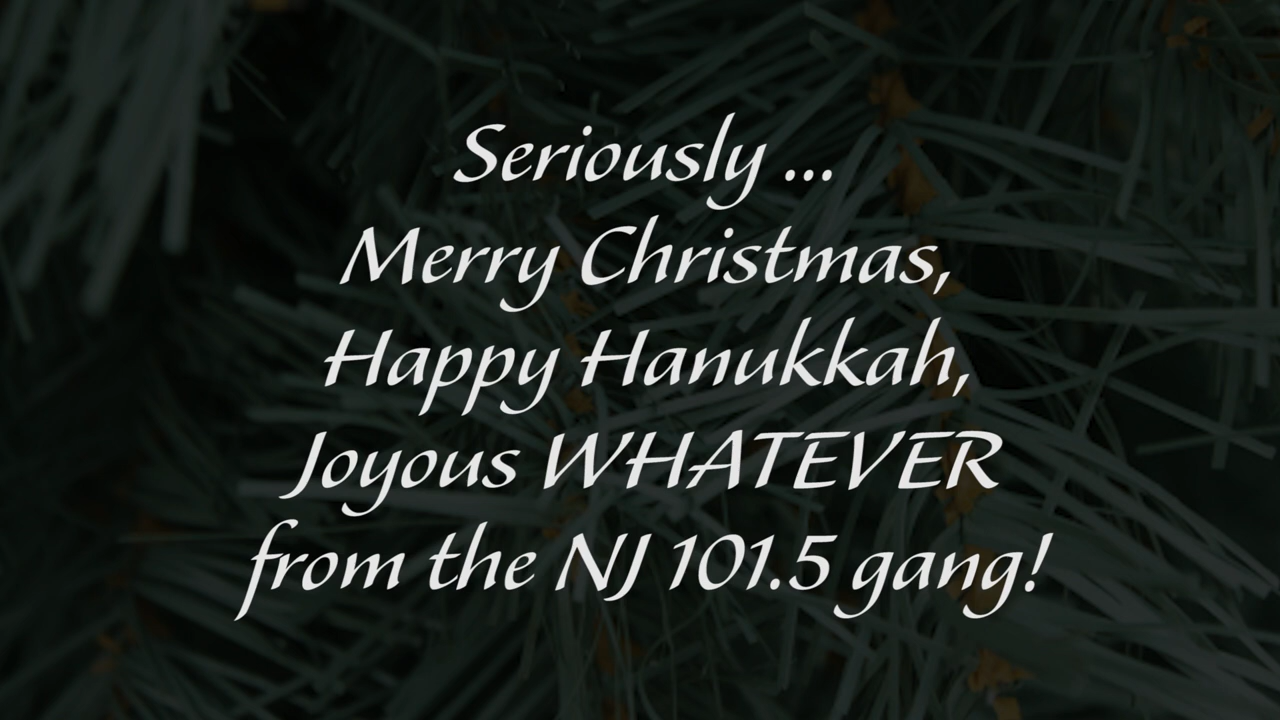 Seriously ...
Merry Christmas,
Happy Hanukkah,
Joyous WHATEVER
from the NJ 101.5 gang!